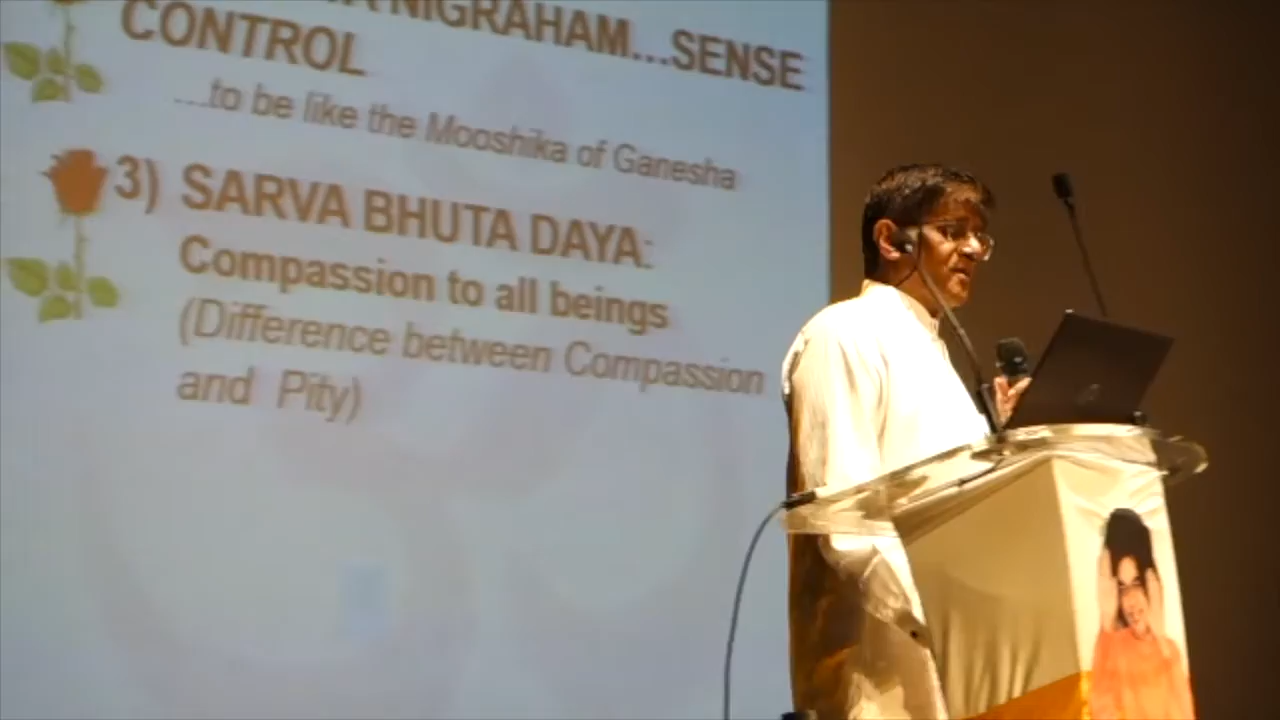 NIGRAHAM...SENSE
CONTROL
...to be like the Mooshika of Ganesha
3) SARVA BHUTA DAYA:
Compassion to all beings
(Difference between Compassion
and Pity)